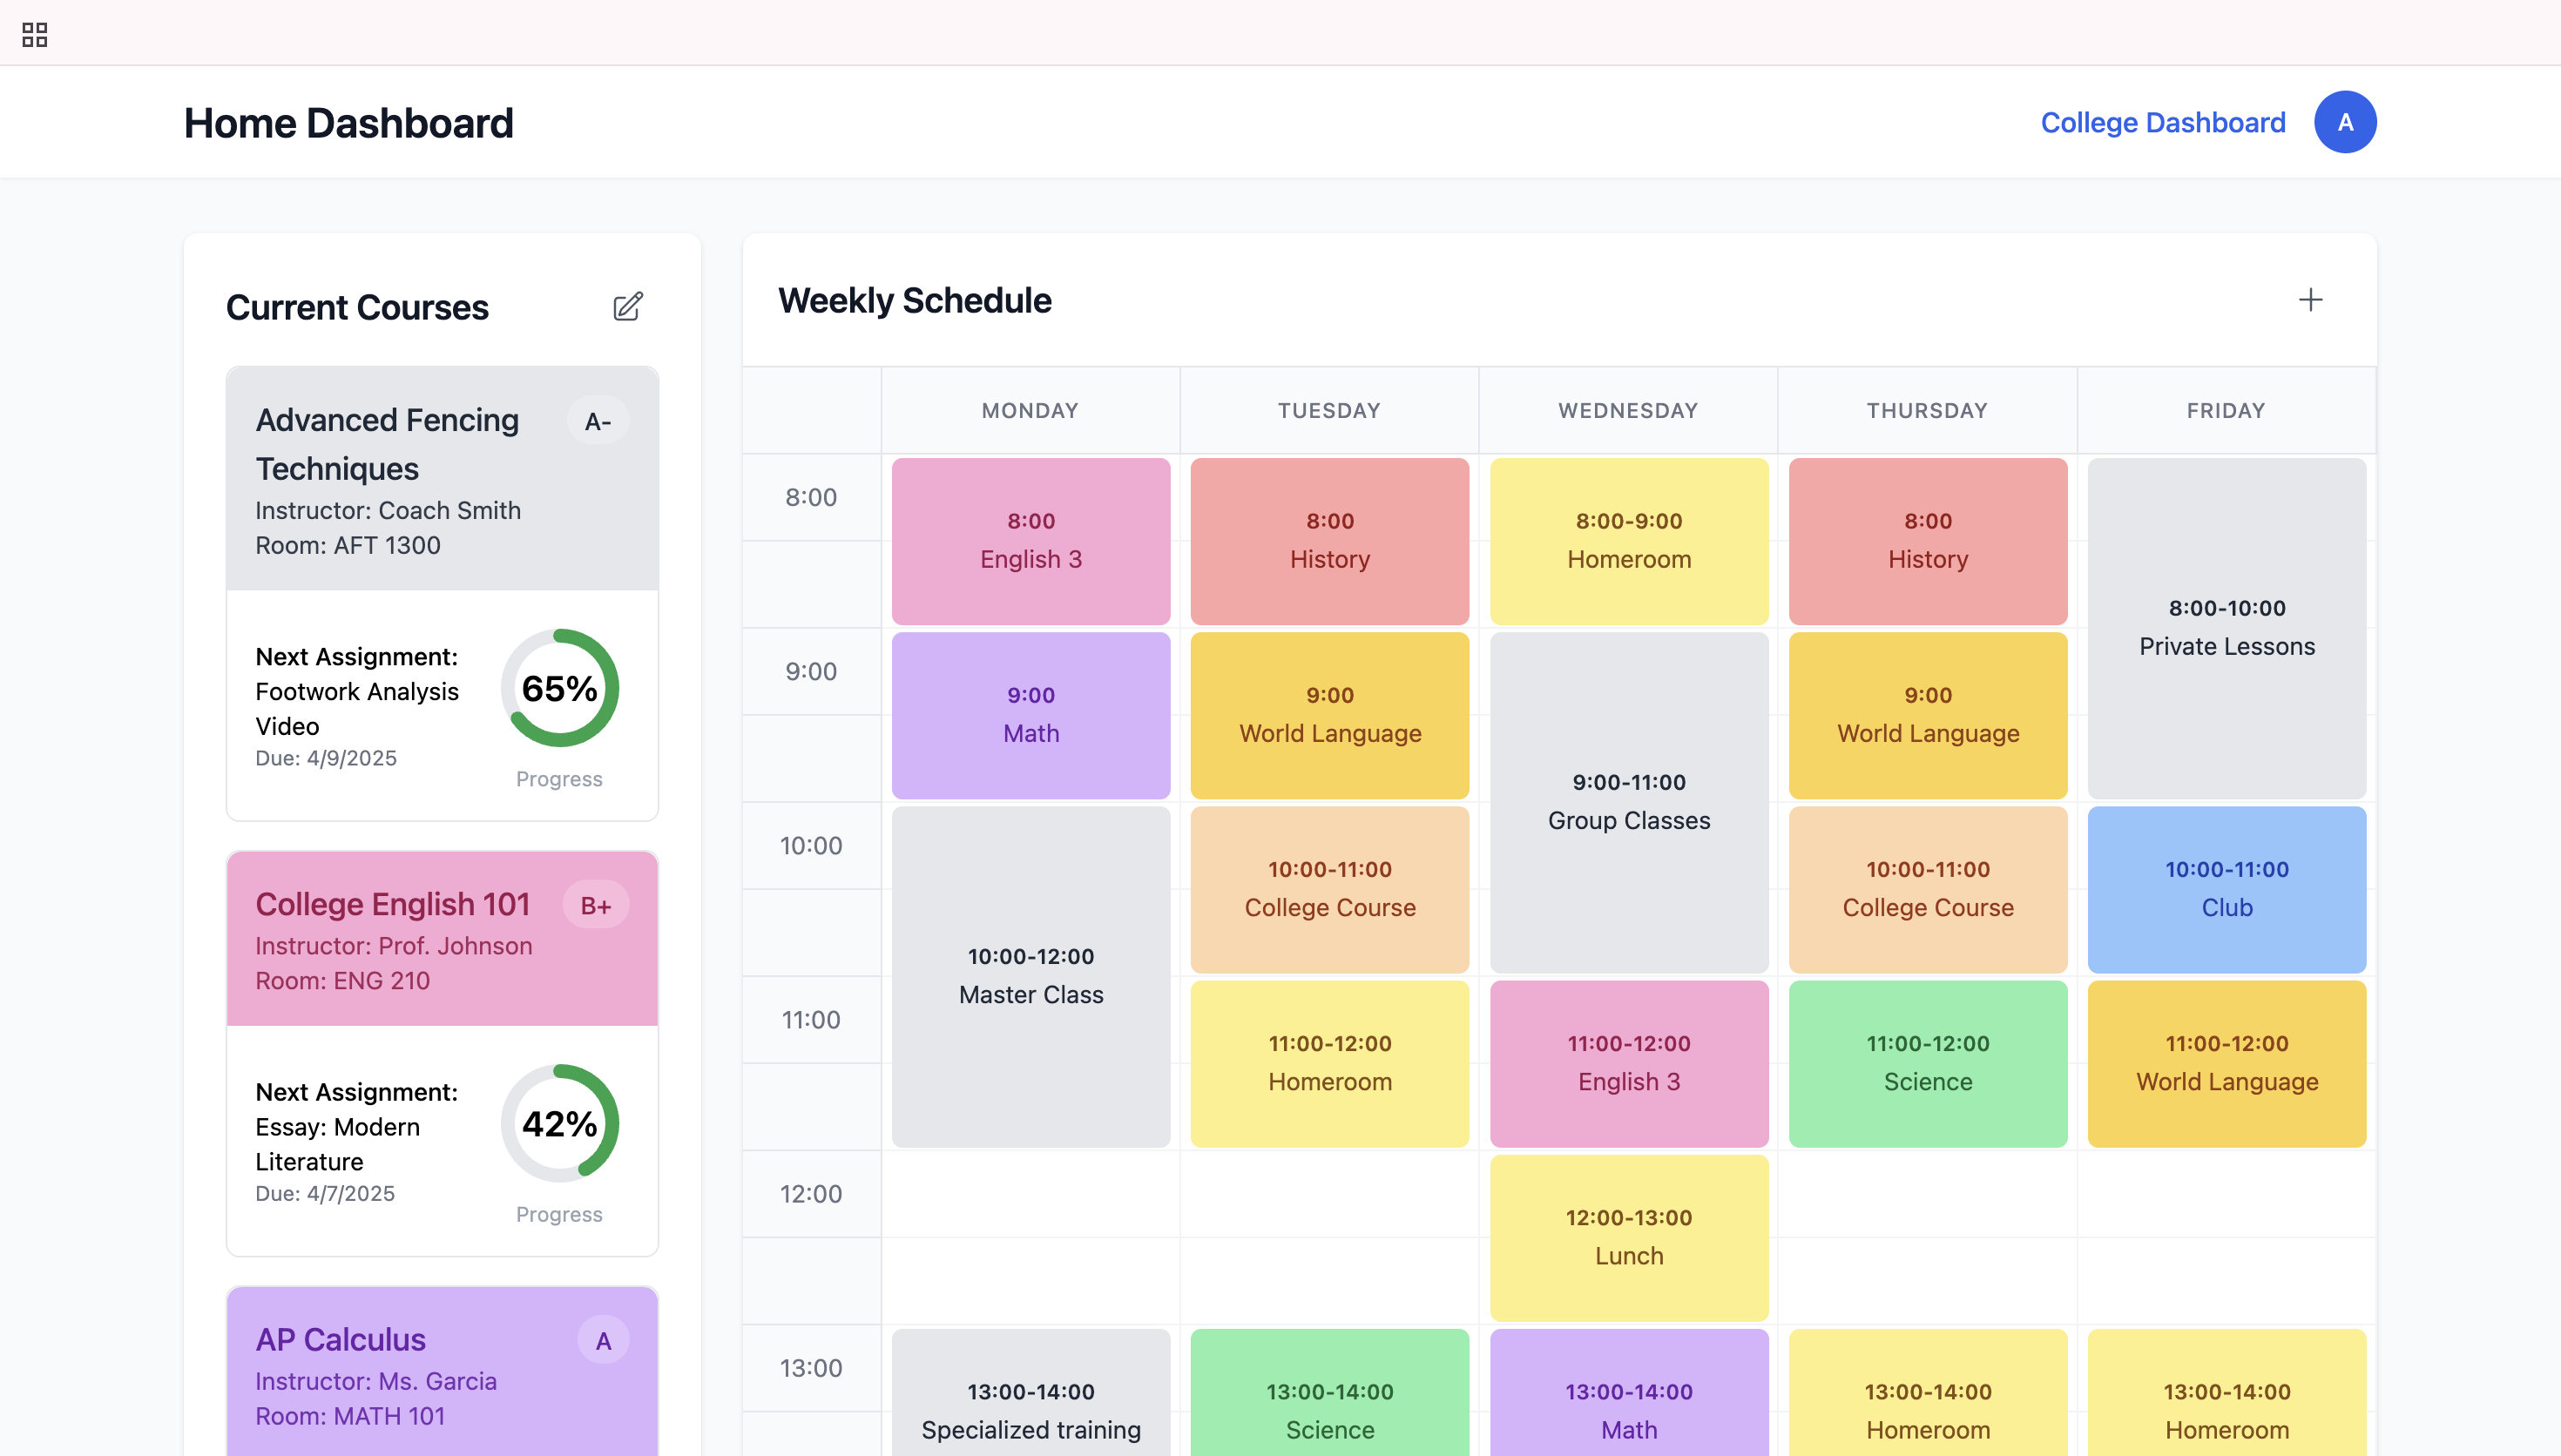 Home Dashboard
College Dashboard
A
Current Courses
Advanced Fencing
Techniques
A-
Instructor: Coach Smith
Room: AFT 1300
Next Assignment:
Footwork Analysis
Video
Due: 4/9/2025
65%
Progress
College English 101
B+
Instructor: Prof. Johnson
Room: ENG 210
Next Assignment:
Essay: Modern
Literature
Due: 4/7/2025
42%
Progress
AP Calculus
A
Instructor: Ms. Garcia
Room: MATH 101
Weekly Schedule
MONDAY
TUESDAY
WEDNESDAY
THURSDAY
FRIDAY
8:00
8:00
English 3
8:00
History
8:00-9:00
Homeroom
8:00
History
8:00-10:00
Private Lessons
9:00
9:00
Math
9:00
World Language
9:00-11:00
Group Classes
9:00
World Language
10:00
10:00-12:00
Master Class
10:00-11:00
College Course
10:00-11:00
College Course
10:00-11:00
Club
11:00
11:00-12:00
Homeroom
11:00-12:00
English 3
11:00-12:00
Science
11:00-12:00
World Language
12:00
12:00-13:00
Lunch
13:00
13:00-14:00
Specialized training
13:00-14:00
Science
13:00-14:00
Math
13:00-14:00
Homeroom
13:00-14:00
Homeroom